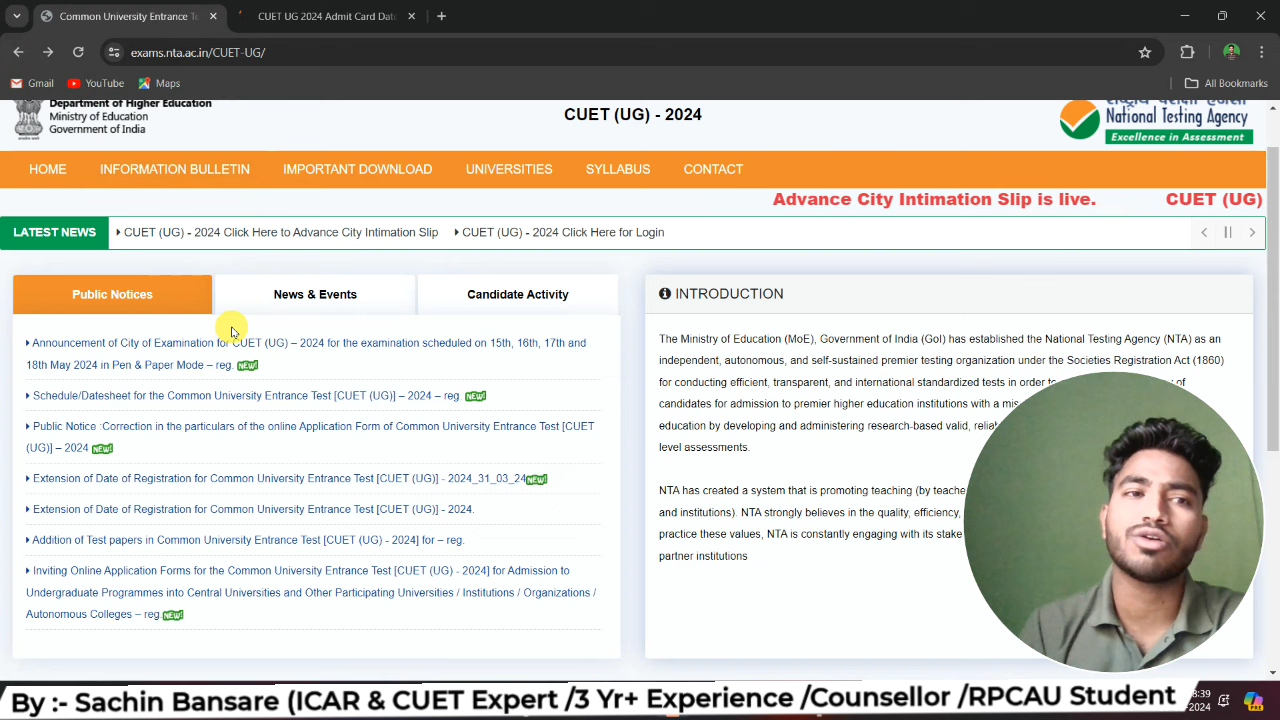 Common University Entrance Te
CUET UG 2024 Admit Card Date
exams.nta.ac.in/CUET-UG/
Gmail
YouTube
Maps
All Bookmarks
Department of Higher Education
Ministry of Education
Government of India
CUET (UG) - 2024
राष्ट्रीय परीक्षा एजेंसी
National Testing Agency
Excellence in Assessment
HOME
INFORMATION BULLETIN
IMPORTANT DOWNLOAD
UNIVERSITIES
SYLLABUS
CONTACT
Advance City Intimation Slip is live.
CUET (UG)
LATEST NEWS
CUET (UG) - 2024 Click Here to Advance City Intimation Slip
CUET (UG) - 2024 Click Here for Login
Public Notices
News & Events
Candidate Activity
Announcement of City of Examination for CUET (UG) – 2024 for the examination scheduled on 15th, 16th, 17th and
18th May 2024 in Pen & Paper Mode – reg. NEW!
Schedule/Datesheet for the Common University Entrance Test [CUET (UG)] – 2024 – reg NEW!
Public Notice :Correction in the particulars of the online Application Form of Common University Entrance Test [CUET
(UG)] – 2024 NEW!
Extension of Date of Registration for Common University Entrance Test [CUET (UG)] - 2024_31_03_24 NEW!
Extension of Date of Registration for Common University Entrance Test [CUET (UG)] - 2024.
Addition of Test papers in Common University Entrance Test [CUET (UG) - 2024] for – reg.
Inviting Online Application Forms for the Common University Entrance Test [CUET (UG) - 2024] for Admission to
Undergraduate Programmes into Central Universities and Other Participating Universities / Institutions / Organizations /
Autonomous Colleges – reg. NEW!
INTRODUCTION
The Ministry of Education (MoE), Government of India (GoI) has established the National Testing Agency (NTA) as an
independent, autonomous, and self-sustained premier testing organization under the Societies Registration Act (1860)
for conducting efficient, transparent, and international standardized tests in order to of
candidates for admission to premier higher education institutions with a
education by developing and administering research-based valid,
level assessments.
NTA has created a system that is promoting teaching (by
and institutions). NTA strongly believes in the quality, efficiency,
practice these values, NTA is constantly engaging with its
partner institutions
By :- Sachin Bansare (ICAR & CUET Expert /3 Yr+ Experience /Counsellor /RPCAU Student